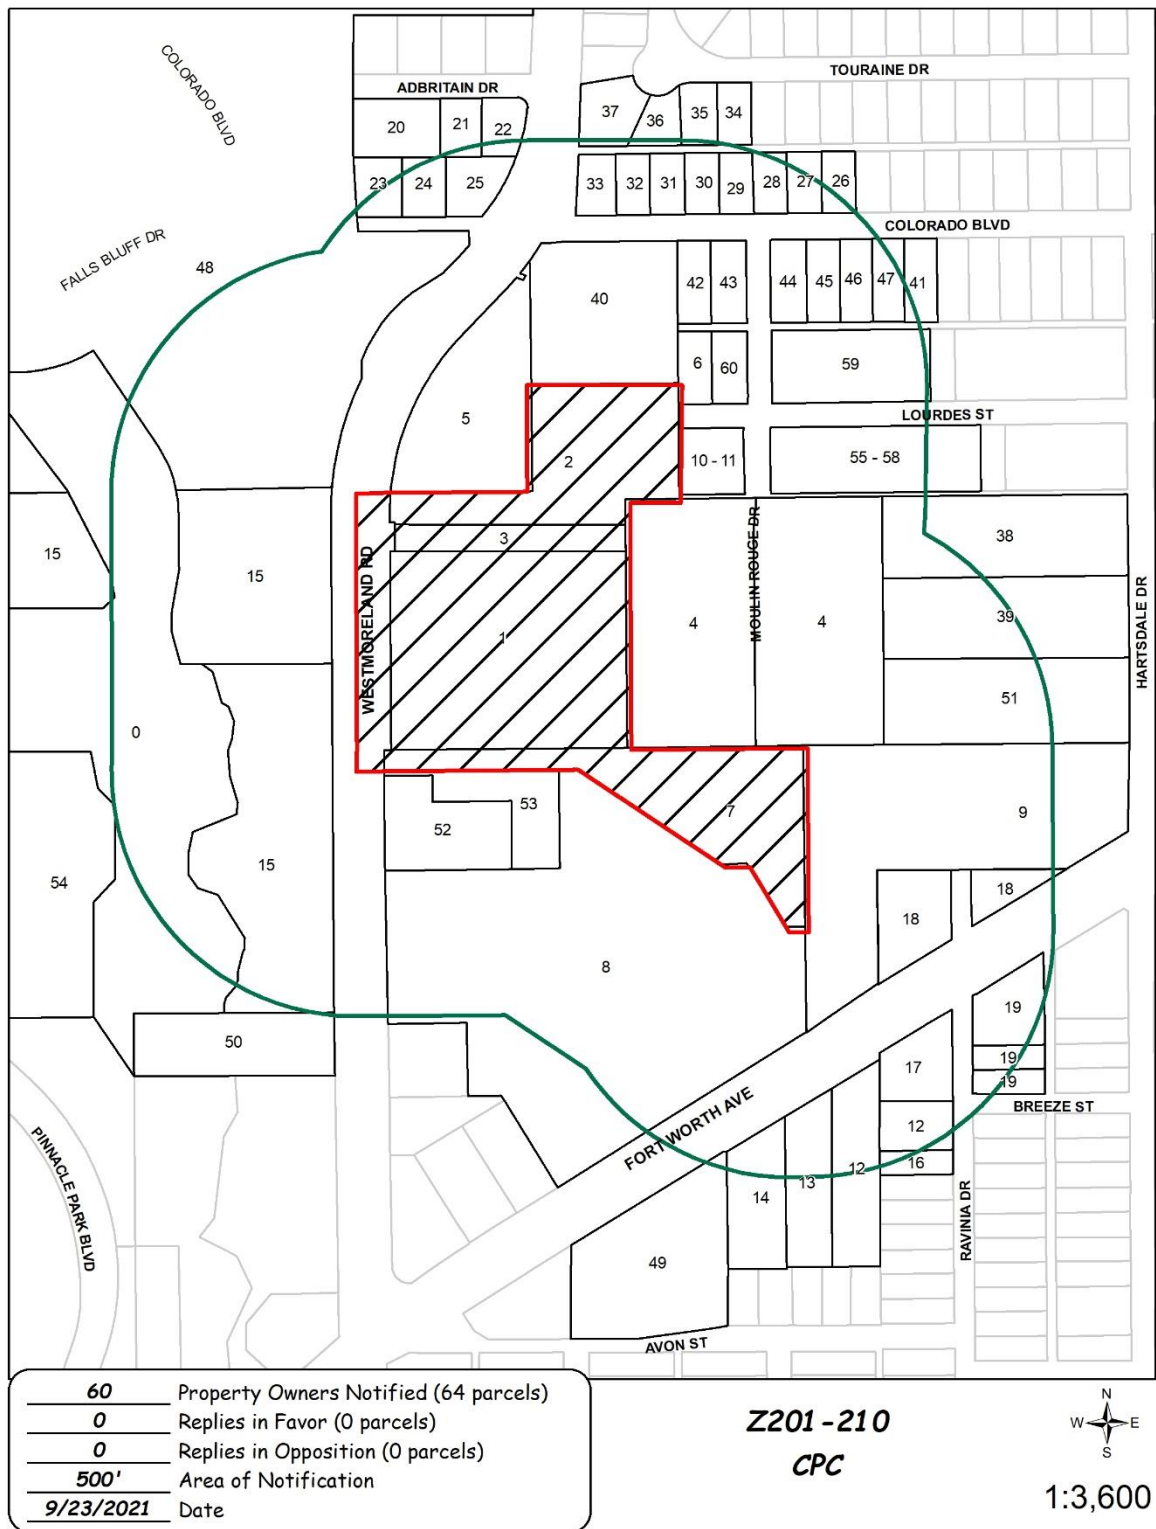 TOURAINE DR
COLORADO BLVD
ADBRITAIN DR
37
36
35
34
20
21
22
23
24
25
33
32
31
30
29
28
27
26
COLORADO BLVD
FALLS BLUFF DR
48
40
42
43
44
45
46
47
41
6
60
59
5
LOURDES ST
2
10 - 11
55 - 58
3
38
15
15
WESTMORELAND RD
1
4
MOULIN ROUGE DR
4
39
HARTSDALE DR
51
0
7
9
52
53
54
15
18
18
8
19
50
17
19
19
BREEZE ST
FORT WORTH AVE
12
16
12
13
14
PINNACLE PARK BLVD
RAVINIA DR
49
AVON ST
60 Property Owners Notified (64 parcels)
0 Replies in Favor (0 parcels)
0 Replies in Opposition (0 parcels)
500' Area of Notification
9/23/2021 Date
Z201-210
CPC
N
W E
S
1:3,600